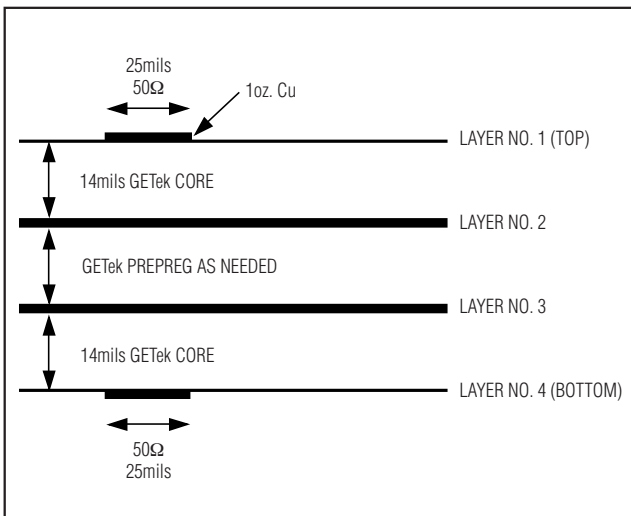 25mils
50Ω
1oz. Cu
LAYER NO. 1 (TOP)
14mils GETek CORE
LAYER NO. 2
GETek PREPREG AS NEEDED
LAYER NO. 3
14mils GETek CORE
LAYER NO. 4 (BOTTOM)
50Ω
25mils